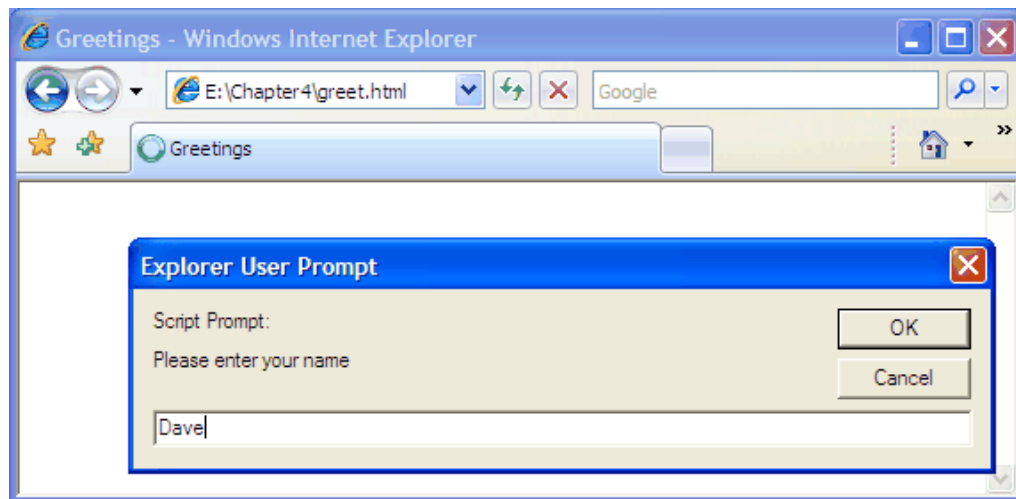 Greetings - Windows Internet Explorer
E:\Chapter4\greet.html
Google
Greetings
»
Explorer User Prompt
Script Prompt:
OK
Please enter your name
Cancel
Dave